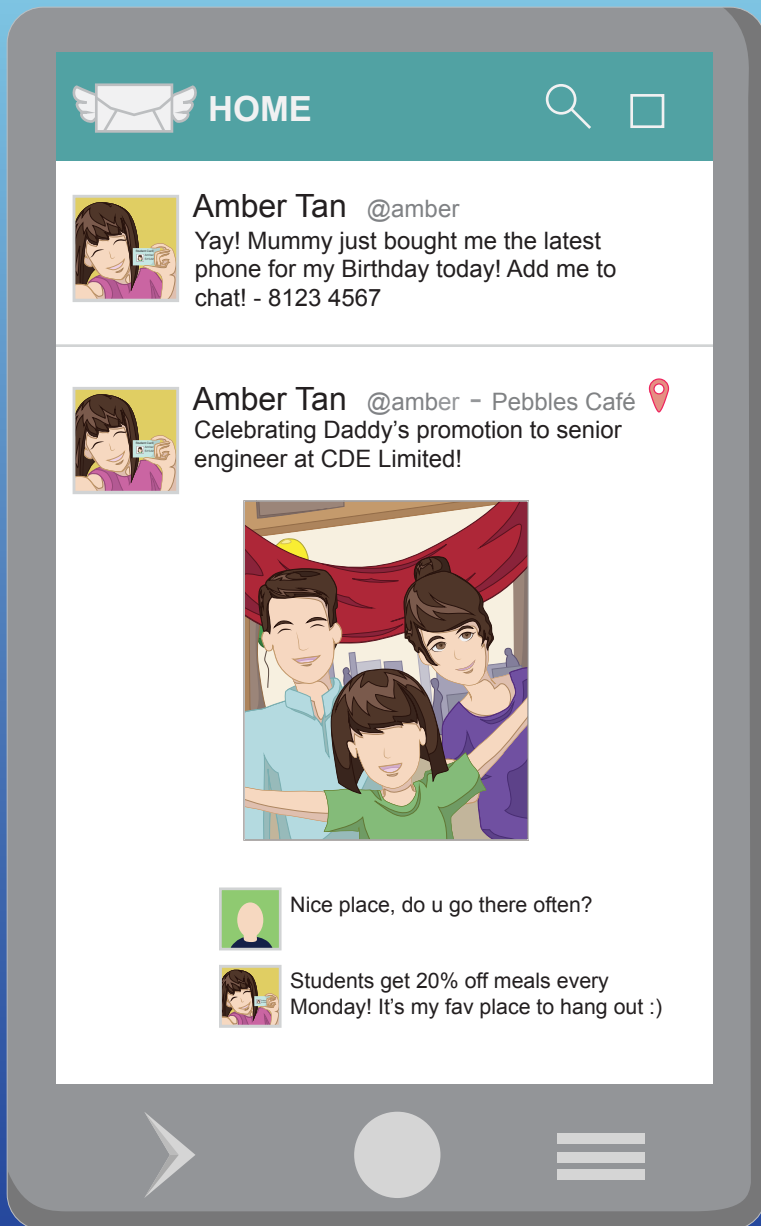 HOME
Amber Tan @amber
Yay! Mummy just bought me the latest
phone for my Birthday today! Add me to
chat! - 8123 4567
Amber Tan @amber - Pebbles Café
Celebrating Daddy’s promotion to senior
engineer at CDE Limited!
Nice place, do u go there often?
Students get 20% off meals every
Monday! It’s my fav place to hang out :)